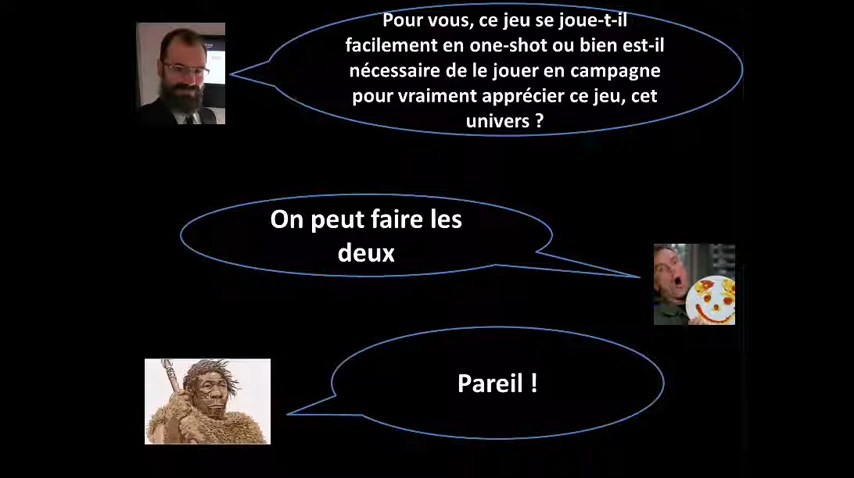 Pour vous, ce jeu se joue-t-il
facilement en one-shot ou bien est-il
nécessaire de le jouer en campagne
pour vraiment apprécier ce jeu, cet
univers ?
On peut faire les
deux
Pareil !